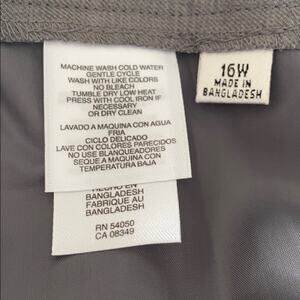 MACHINE WASH COLD WATER
GENTLE CYCLE
WASH WITH LIKE COLORS
NO BLEACH
TUMBLE DRY LOW HEAT
PRESS WITH COOL IRON IF
NECESSARY
OR DRY CLEAN
LAVADO A MAQUINA CON AGUA
FRIA
CICLO DELICADO
LAVE CON COLORES PARECIDOS
NO USE BLANQUEADORES
SEQUE A MAQUINA CON
TEMPERATURA BAJA
HECHO EN
BANGLADESH
FABRIQUE AU
BANGLADESH
RN 54050
CA 08349
16W
MADE IN
BANGLADESH